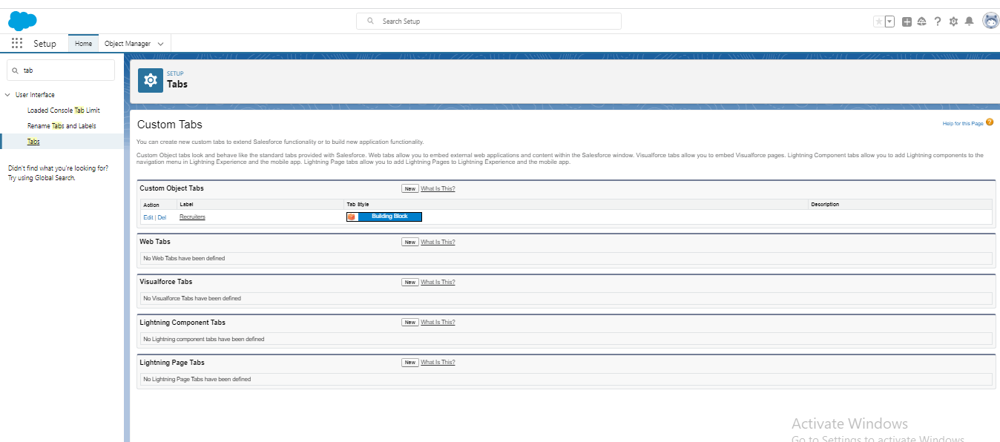 Search Setup
Setup
Home
Object Manager
tab
User Interface
Loaded Console Tab Limit
Rename Tabs and Labels
Tabs
Didn't find what you're looking for?
Try using Global Search.
SETUP
Tabs
Custom Tabs
Help for this Page
You can create new custom tabs to extend Salesforce functionality or to build new application functionality.
Custom Object tabs look and behave like the standard tabs provided with Salesforce. Web tabs allow you to embed external web applications and content within the Salesforce window. Visualforce tabs allow you to embed Visualforce pages. Lightning Component tabs allow you to add Lightning components to the
navigation menu in Lightning Experience and the mobile app. Lightning Page tabs allow you to add Lightning Pages to Lightning Experience and the mobile app.
Custom Object Tabs New What Is This?
Action Label Tab Style Description
Edit | Del Recruiters Building Block
Web Tabs New What Is This?
No Web Tabs have been defined
Visualforce Tabs New What Is This?
No Visualforce Tabs have been defined
Lightning Component Tabs New What Is This?
No Lightning component tabs have been defined
Lightning Page Tabs New What Is This?
No Lightning Page Tabs have been defined
Activate Windows
Go to Settings to activate Windows.